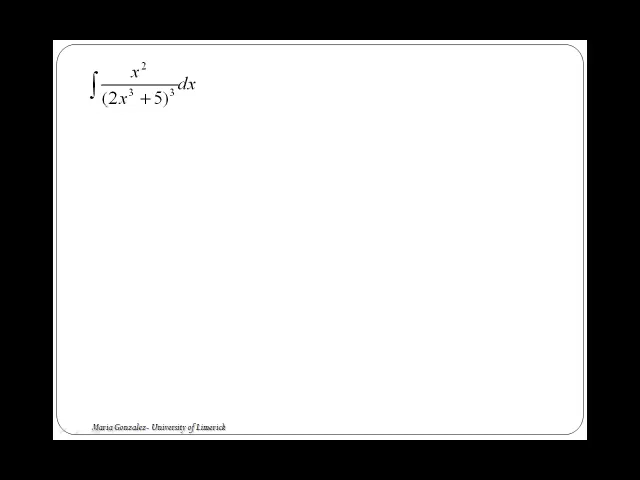 ∫ x² / (2x³ + 5)³ dx
Maria Gonzalez- University of Limerick